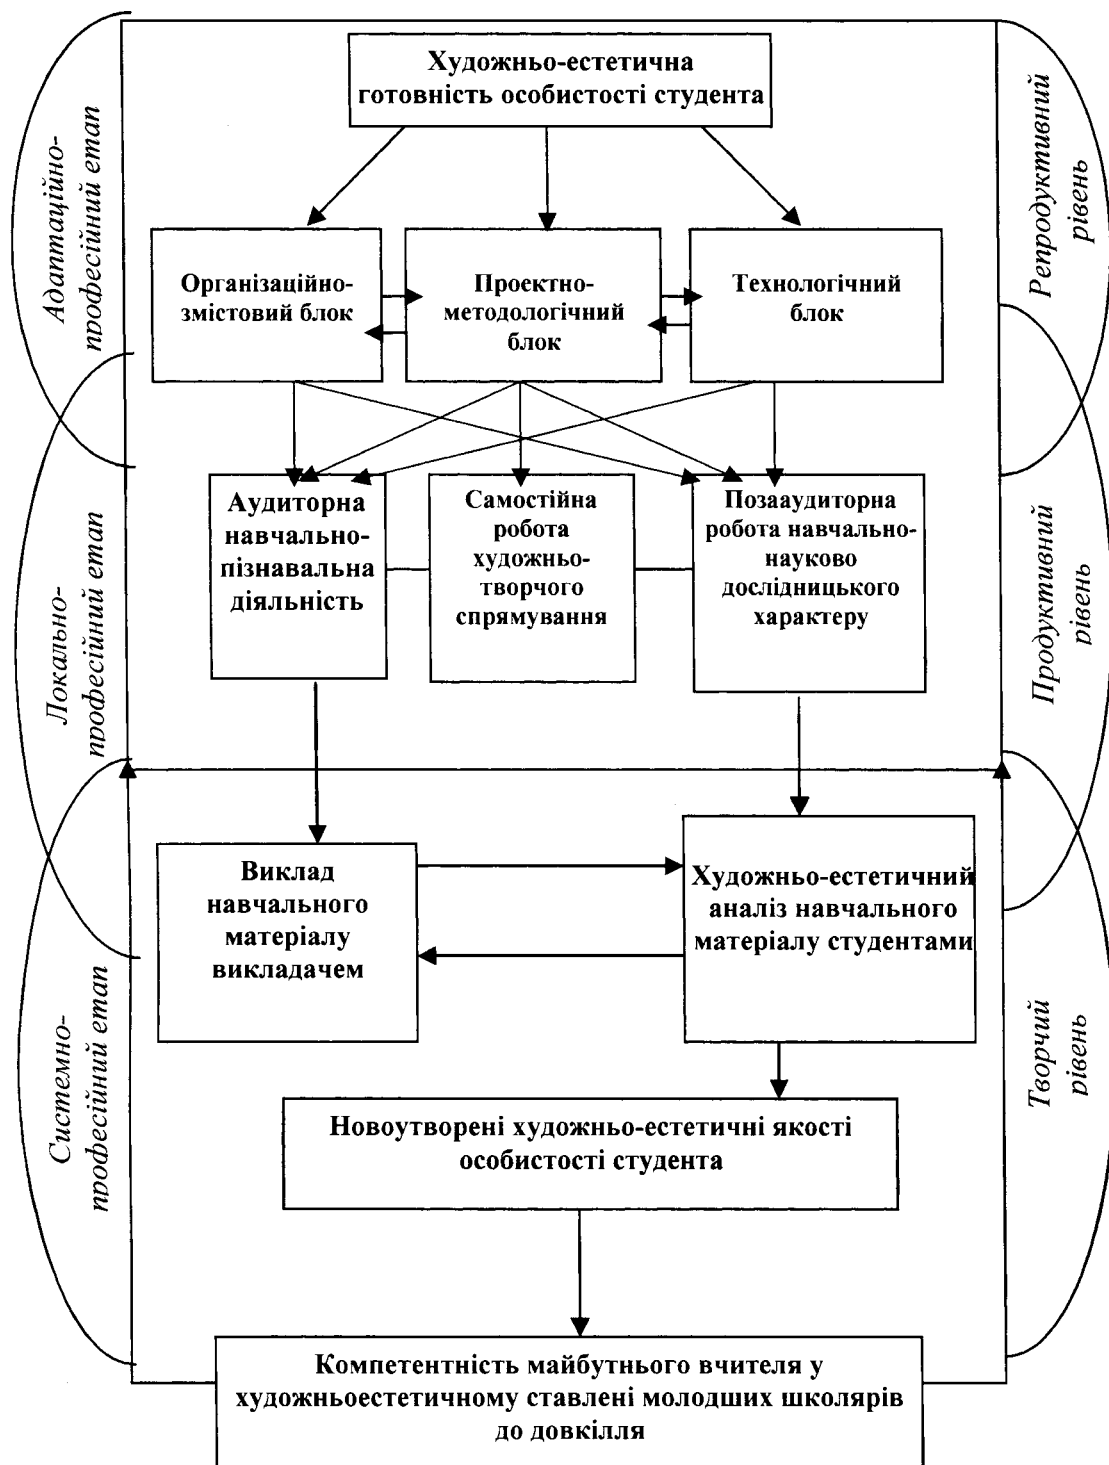 Художньо-естетична
готовність особистості студента
Адаптаційно-
професійний етап
Репродуктивний
рівень
Організаційно-
змістовий блок
Проектно-
методологічний
блок
Технологічний
блок
Локально-
професійний етап
Продуктивний
рівень
Аудиторна
навчально-
пізнавальна
діяльність
Самостійна
робота
художньо-
творчого
спрямування
Позааудиторна
робота навчально-
науково
дослідницького
характеру
Системно-
професійний етап
Творчий
рівень
Виклад
навчального
матеріалу
викладачем
Художньо-естетичний
аналіз навчального
матеріалу студентами
Новоутворені художньо-естетичні якості
особистості студента
Компетентність майбутнього вчителя у
художньоестетичному ставлені молодших школярів
до довкілля